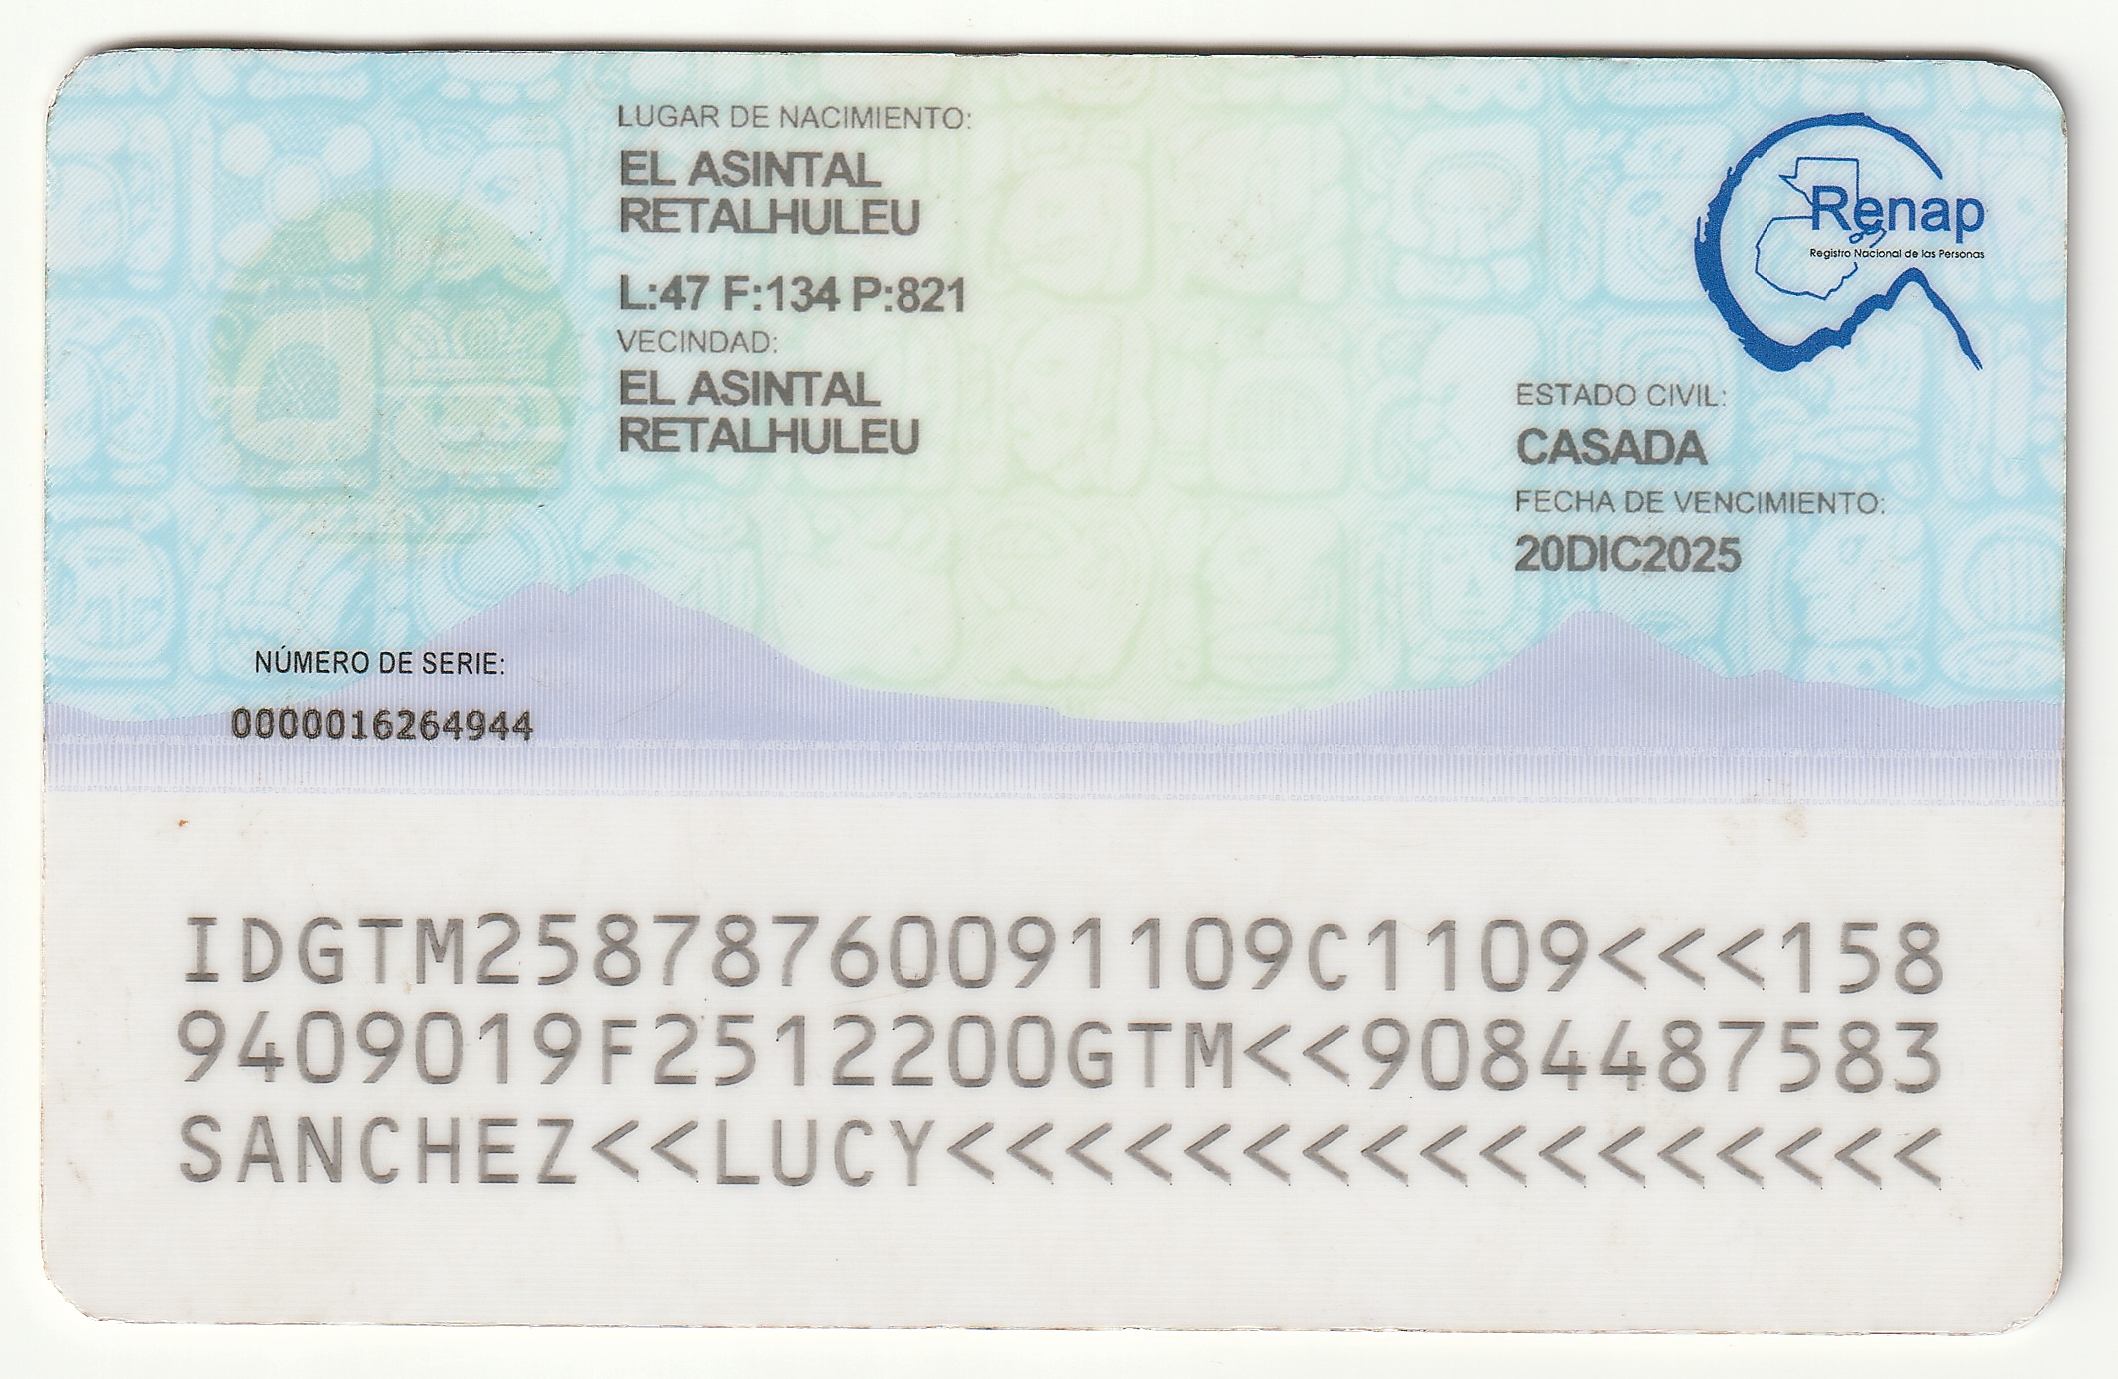 LUGAR DE NACIMIENTO:
EL ASINTAL
RETALHULEU
L:47 F:134 P:821
VECINDAD:
EL ASINTAL
RETALHULEU
Renap
Registro Nacional de las Personas
ESTADO CIVIL:
CASADA
FECHA DE VENCIMIENTO:
20DIC2025
NÚMERO DE SERIE:
0000016264944
IDGTM25878760091109C1109<<<158
9409019F2512200GTM<<9084487583
SANCHEZ<<LUCY<<<<<<<<<<<<<<<<<